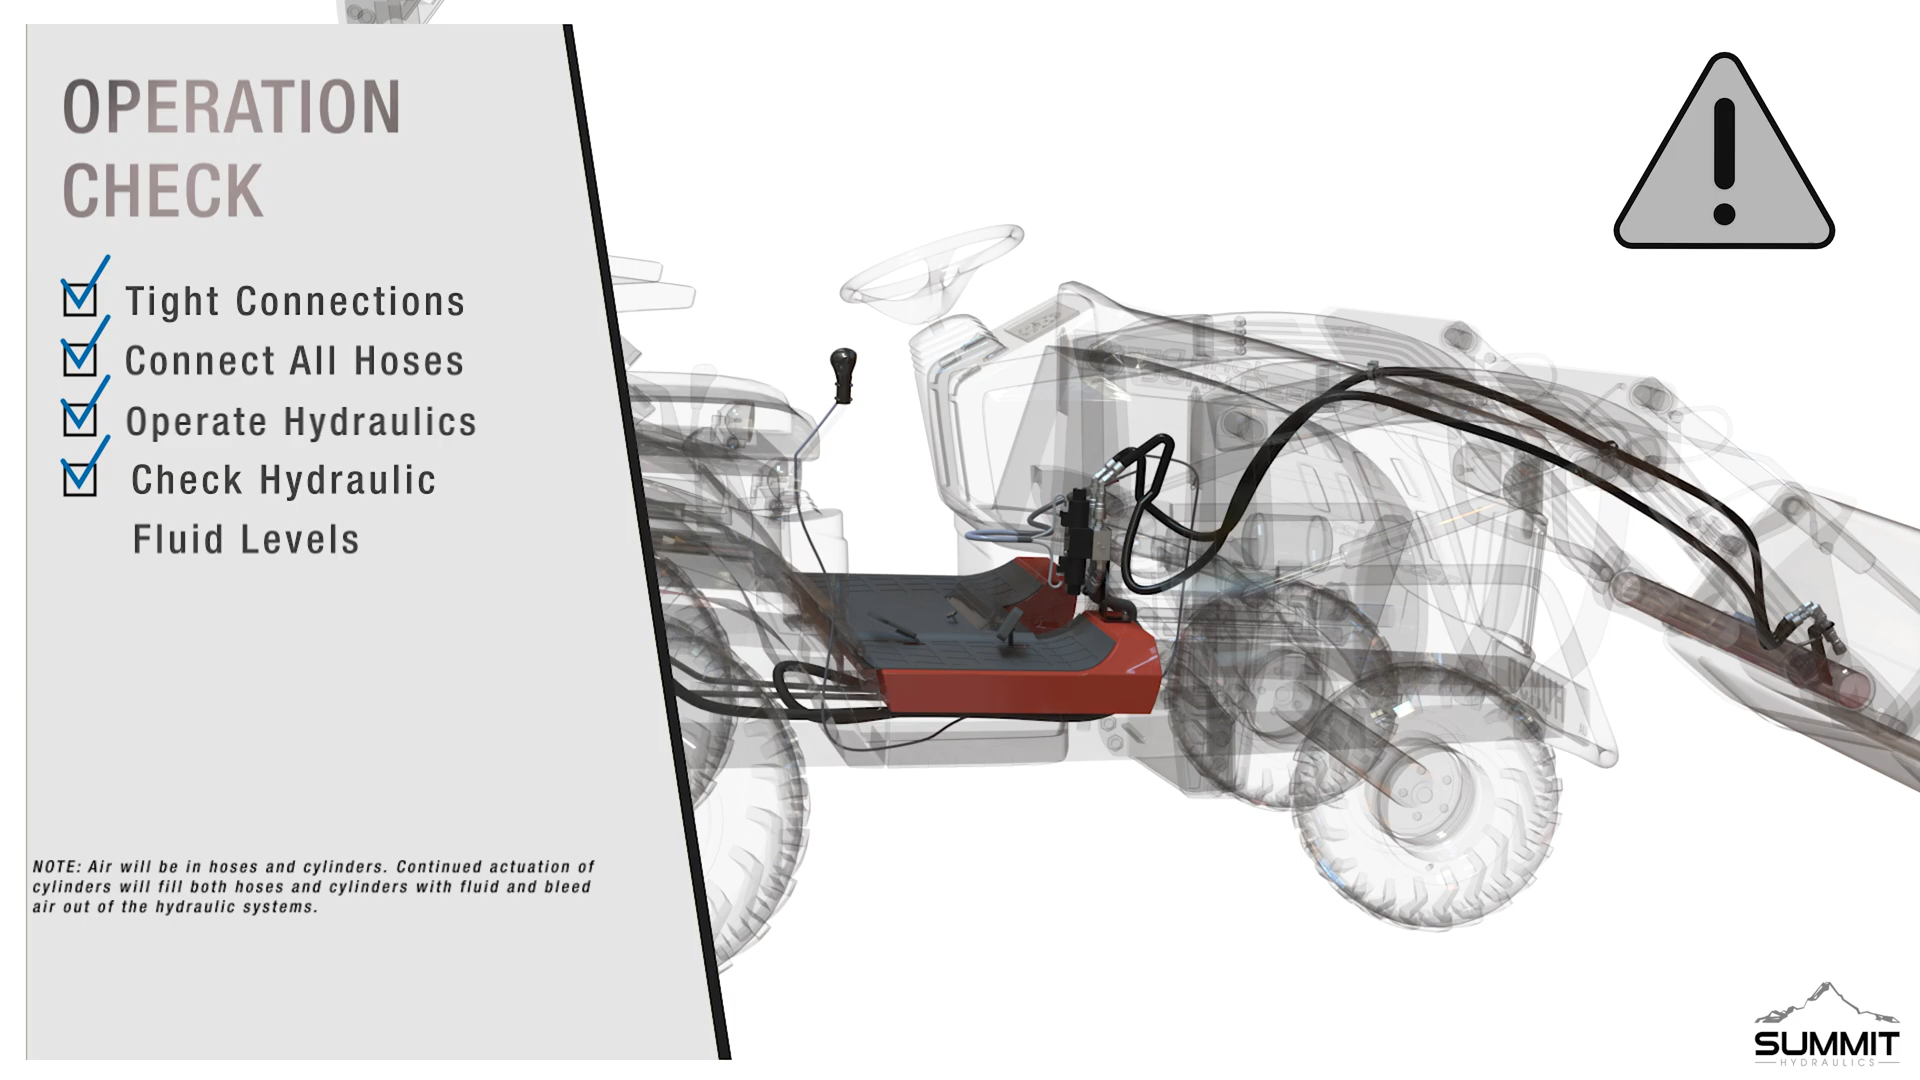 OPERATION
CHECK
Tight Connections
Connect All Hoses
Operate Hydraulics
Check Hydraulic
Fluid Levels
NOTE: Air will be in hoses and cylinders. Continued actuation of
cylinders will fill both hoses and cylinders with fluid and bleed
air out of the hydraulic systems.
SUMMIT
HYDRAULICS